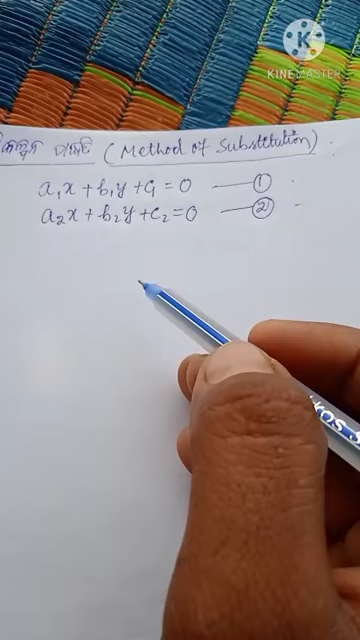 KINEMASTER
(Method of Substitution)
a₁x + b₁y + c₁ = 0 — ①
a₂x + b₂y + c₂ = 0 — ②